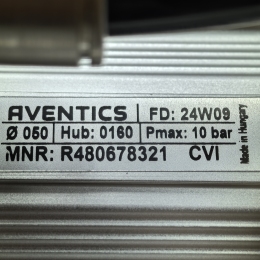 AVENTICS FD: 24W09
Ø 050 Hub: 0160 Pmax: 10 bar
MNR: R480678321 CVI
Made in Hungary